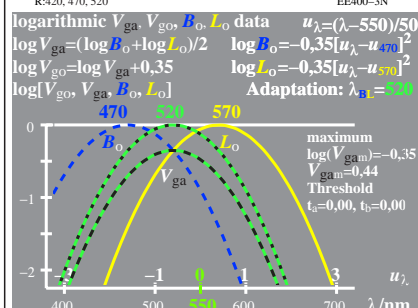 R:420, 470, 520 EE400–3N
logarithmic Vga, Vgo, Bo, Lo data uλ=(λ–550)/50
log Vga=(log Bo+log Lo)/2 log Bo=–0,35[uλ–u470]²
log Vgo=log Vga+0,35 log Lo=–0,35[uλ–u570]²
log[Vgo, Vga, Bo, Lo] Adaptation: λBL=520
470 520 570
0
Bo Lo
maximum
log(Vgam)=–0,35
Vgam=0,44
Threshold
ta=0,00, tb=0,00
Vga
–1
–2
–3 –1 0 1 3 uλ
400 500 550 600 700 λ/nm